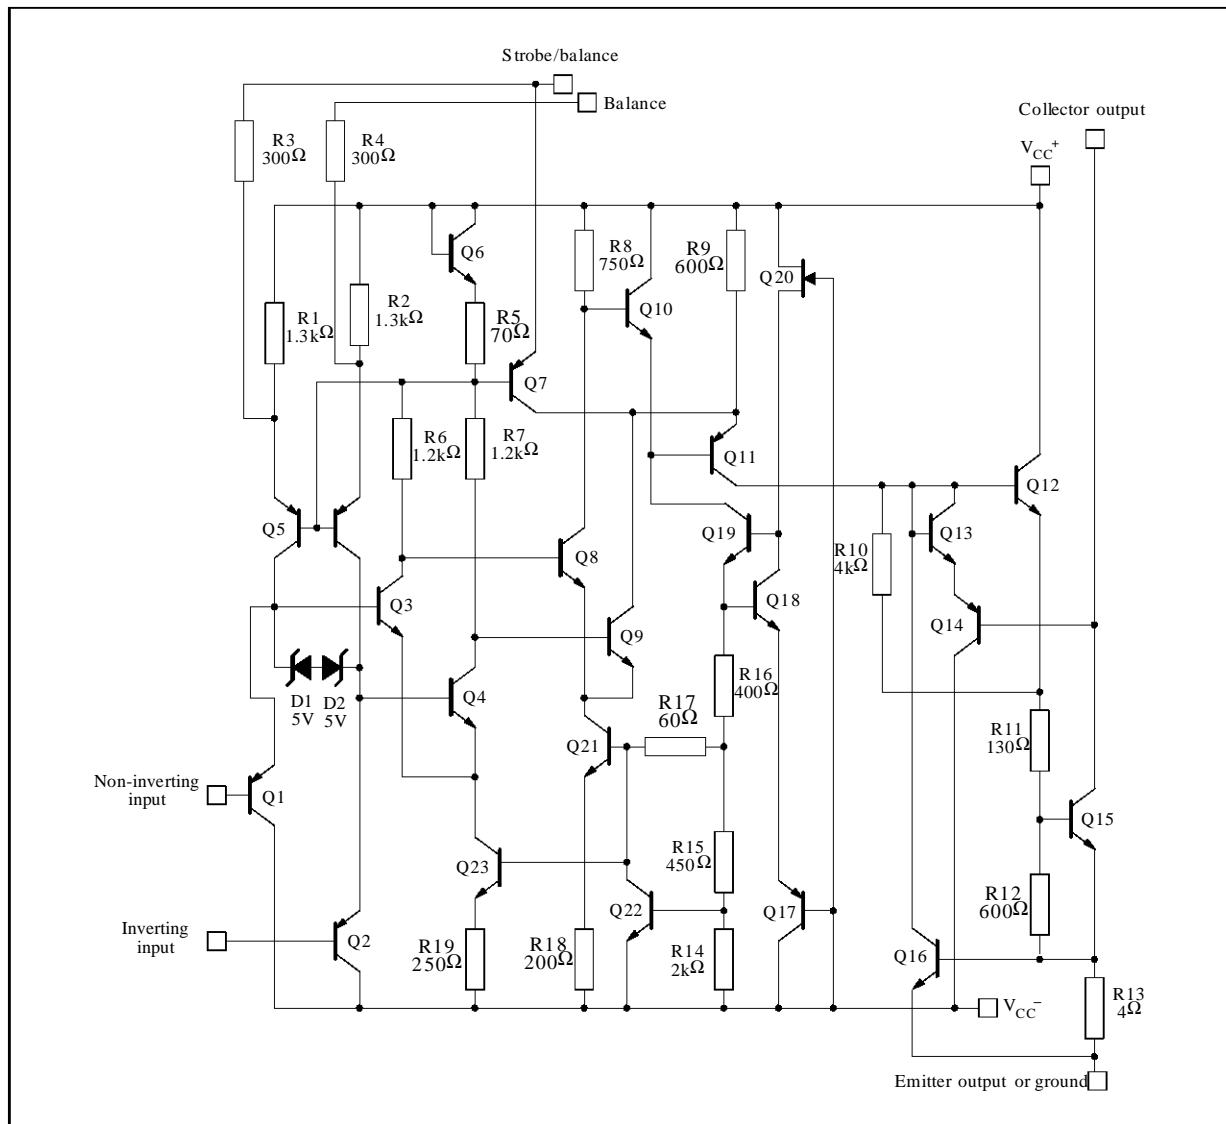 Strobe/balance
Balance
Collector output
V_CC+
R3
300Ω
R4
300Ω
Q6
R8
750Ω
R9
600Ω
Q20
R1
1.3kΩ
R2
1.3kΩ
R5
70Ω
Q10
Q7
R6
1.2kΩ
R7
1.2kΩ
Q11
Q12
Q5
Q19
R10
4kΩ
Q13
Q8
Q3
Q18
Q14
Q9
D1
5V
D2
5V
Q4
R17
60Ω
R16
400Ω
R11
130Ω
Q21
Non-inverting
input
Q1
Q15
Q23
R15
450Ω
R12
600Ω
Inverting
input
Q2
R19
250Ω
R18
200Ω
Q22
R14
2kΩ
Q17
Q16
R13
4Ω
V_CC−
Emitter output or ground